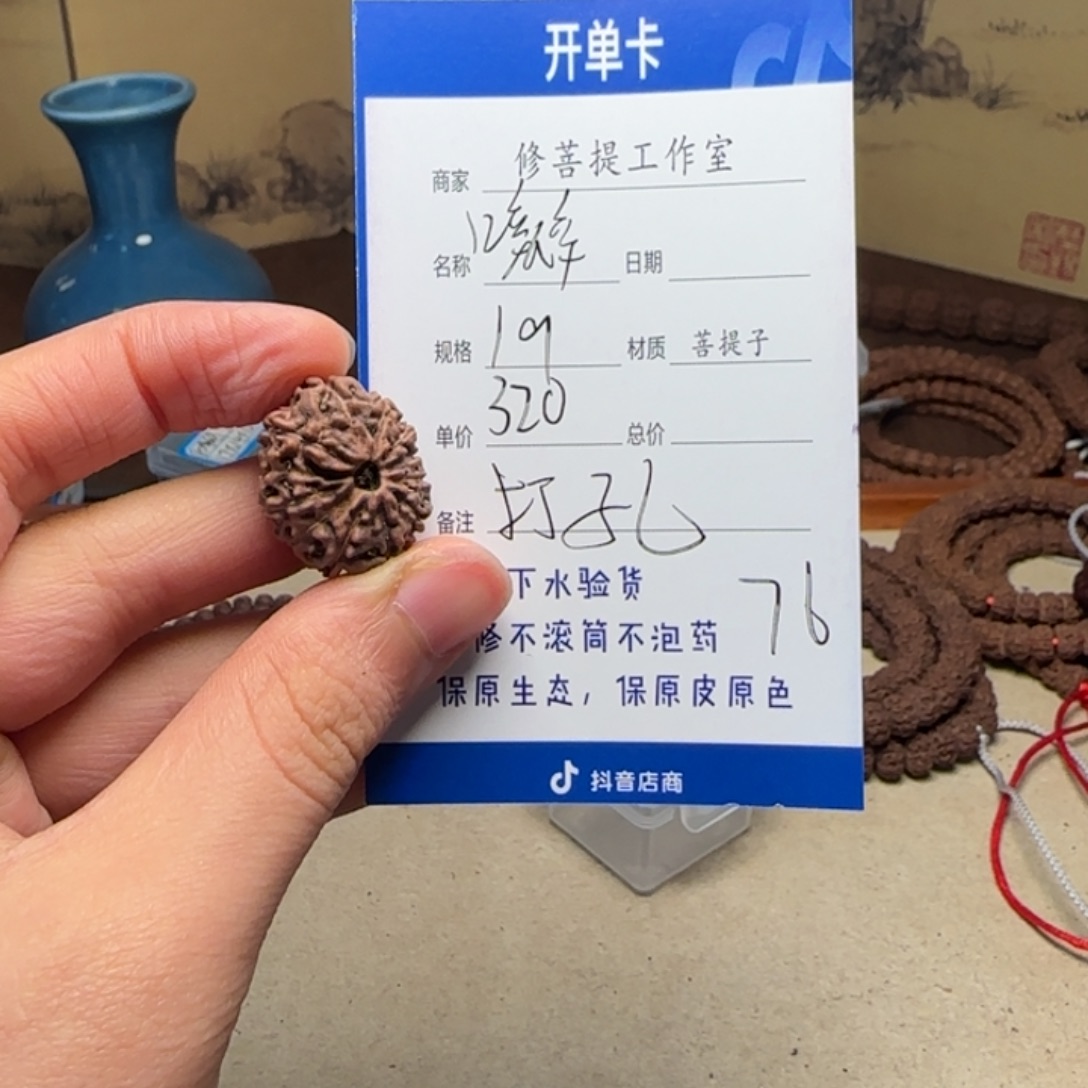 开单卡
商家 修菩提工作室
名称 12 日期
规格 19 材质 菩提子
单价 320 总价
备注 打孔
下水验货 76
修不滚筒不泡药
保原生态，保原皮原色
抖音店商